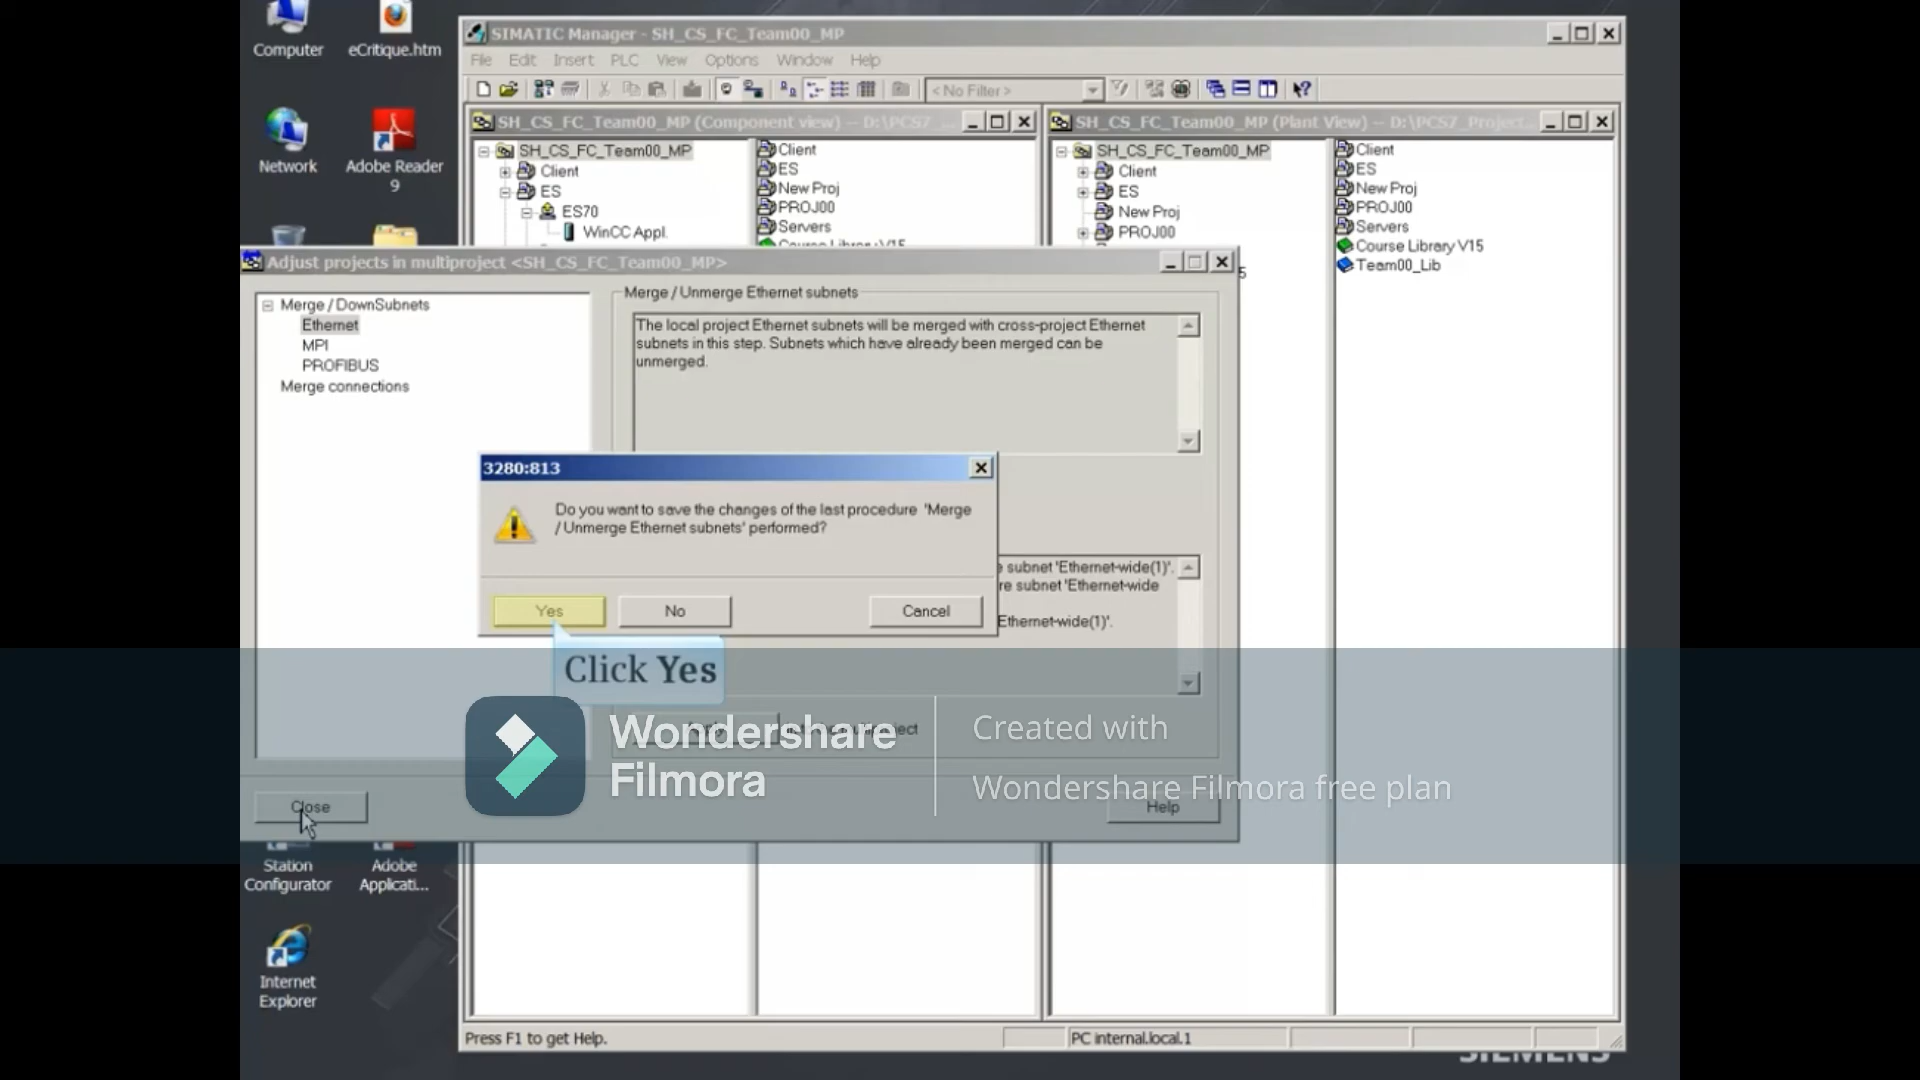 Computer
eCritique.htm
Network
Adobe Reader
9
SIMATIC Manager - SH_CS_FC_Team00_MP
File Edit Insert PLC View Options Window Help
< No Filter >
SH_CS_FC_Team00_MP (Component view) -- D:\PCS7_...
SH_CS_FC_Team00_MP
Client
ES
ES70
WinCC Appl.
Client
ES
New Proj
PROJ00
Servers
Course Library V15
SH_CS_FC_Team00_MP (Plant View) -- D:\PCS7_Project...
SH_CS_FC_Team00_MP
Client
ES
New Proj
PROJ00
5
Client
ES
New Proj
PROJ00
Servers
Course Library V15
Team00_Lib
Adjust projects in multiproject <SH_CS_FC_Team00_MP>
Merge / DownSubnets
Ethernet
MPI
PROFIBUS
Merge connections
Merge / Unmerge Ethernet subnets
The local project Ethernet subnets will be merged with cross-project Ethernet
subnets in this step. Subnets which have already been merged can be
unmerged.
3280:813
Do you want to save the changes of the last procedure 'Merge
/ Unmerge Ethernet subnets' performed?
Yes No Cancel
e subnet 'Ethernet-wide(1)'.
re subnet 'Ethernet-wide
Ethernet-wide(1)'.
Click Yes
Wondershare
Filmora
Created with
Wondershare Filmora free plan
Close
Help
Station
Configurator
Adobe
Applicati...
Internet
Explorer
Press F1 to get Help.
PC internal.local.1
SIEMENS